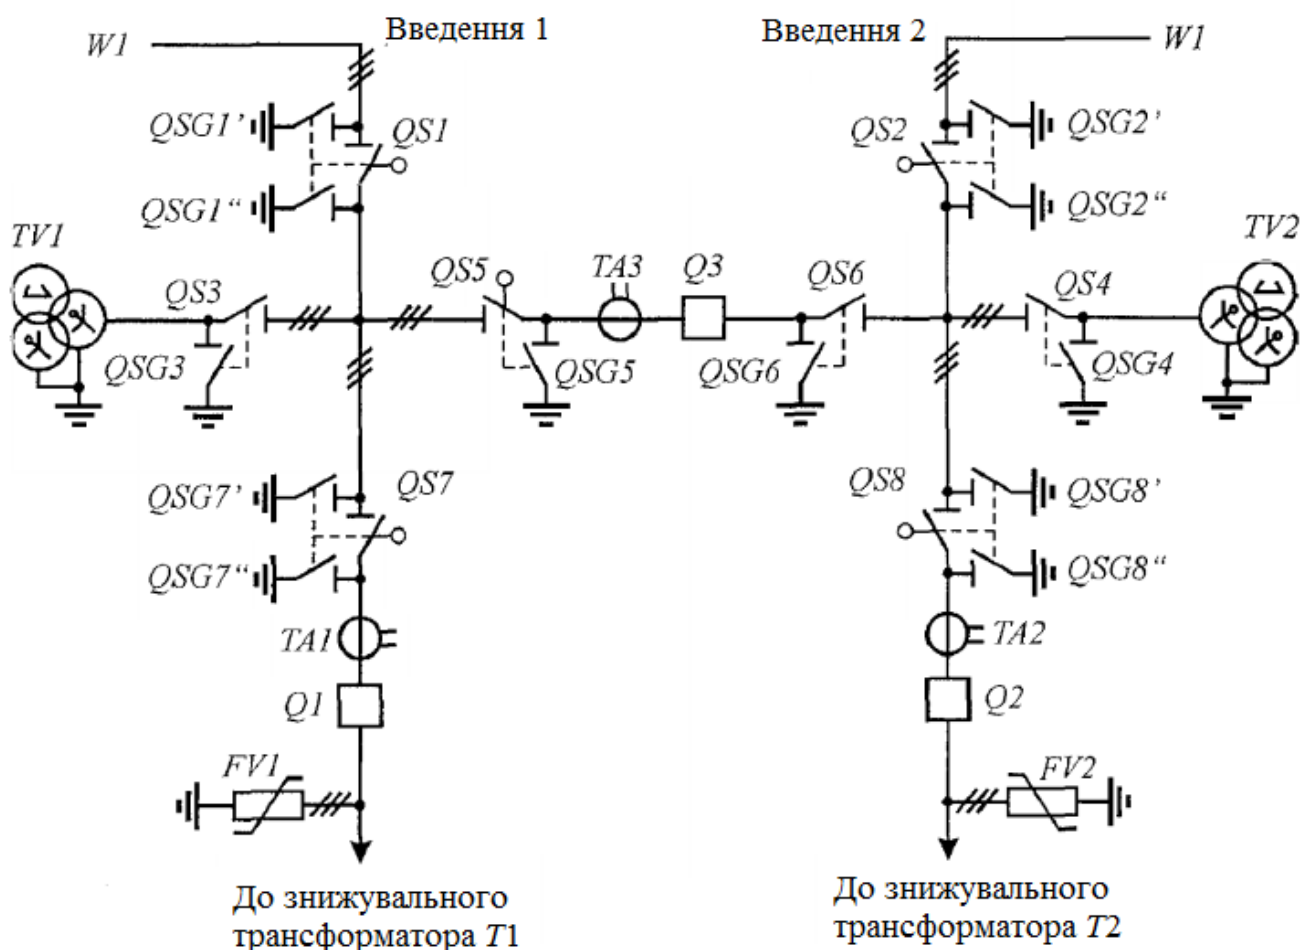 W1
Введення 1
Введення 2
W1
QSG1’
QS1
QS2
QSG2’
QSG1“
QSG2“
TV1
TV2
QS3
QS5
TA3
Q3
QS6
QS4
QSG3
QSG5
QSG6
QSG4
QSG7’
QS7
QS8
QSG8’
QSG7“
QSG8“
TA1
TA2
Q1
Q2
FV1
FV2
До знижувального
трансформатора T1
До знижувального
трансформатора T2